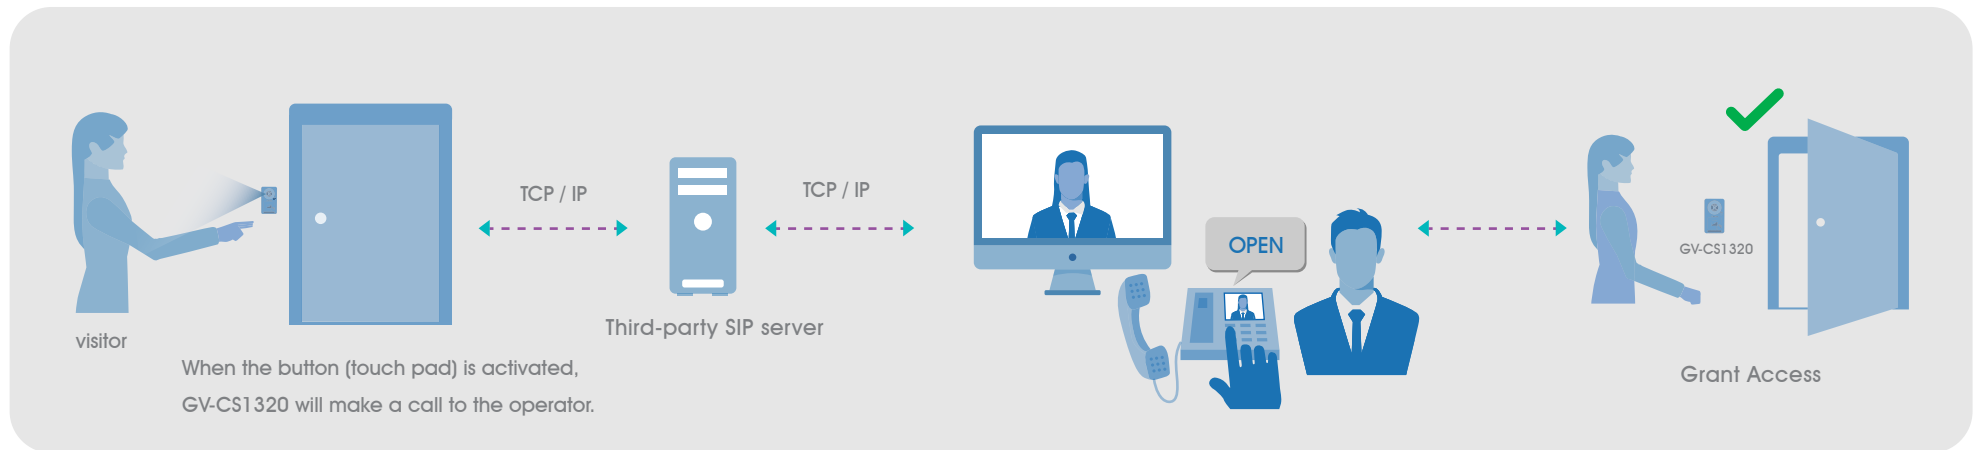 visitor
When the button (touch pad) is activated,
GV-CS1320 will make a call to the operator.
TCP / IP
Third-party SIP server
TCP / IP
OPEN
GV-CS1320
Grant Access